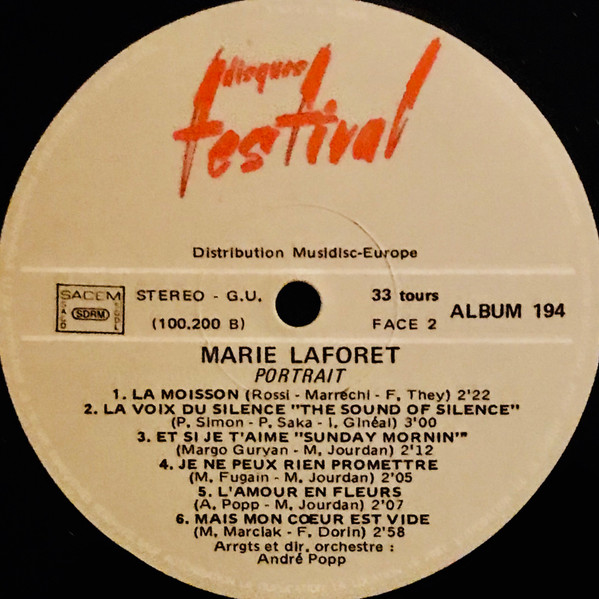 disques
festival
Distribution Musidisc-Europe
SACEM
SACD
SDRM
SGDL
STEREO - G.U.
(100.200 B)
33 tours
FACE 2
ALBUM 194
MARIE LAFORET
PORTRAIT
1. LA MOISSON (Rossi - Marrechi - F. They) 2'22
2. LA VOIX DU SILENCE "THE SOUND OF SILENCE"
(P. Simon - P. Saka - I. Ginéal) 3'00
3. ET SI JE T'AIME "SUNDAY MORNIN'"
(Margo Guryan - M. Jourdan) 2'12
4. JE NE PEUX RIEN PROMETTRE
(M. Fugain - M. Jourdan) 2'05
5. L'AMOUR EN FLEURS
(A. Popp - M. Jourdan) 2'07
6. MAIS MON CŒUR EST VIDE
(M. Marciak - F. Dorin) 2'58
Arrgts et dir. orchestre :
André Popp